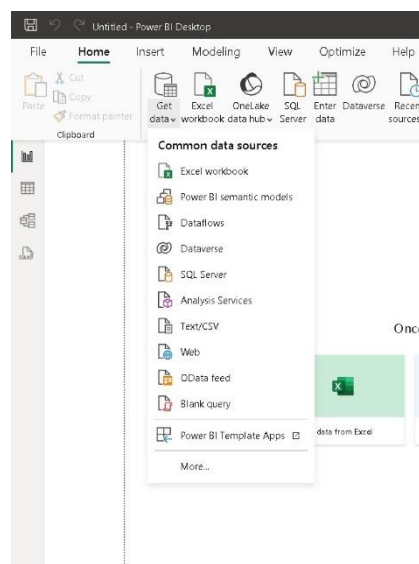 Untitled - Power BI Desktop
File Home Insert Modeling View Optimize Help
Paste
Cut
Copy
Format painter
Clipboard
Get data
Excel workbook
OneLake data hub
SQL Server
Enter data
Dataverse
Recen
sources
Common data sources
Excel workbook
Power BI semantic models
Dataflows
Dataverse
SQL Server
Analysis Services
Text/CSV
Web
OData feed
Blank query
Power BI Template Apps
More...
Once
data from Excel